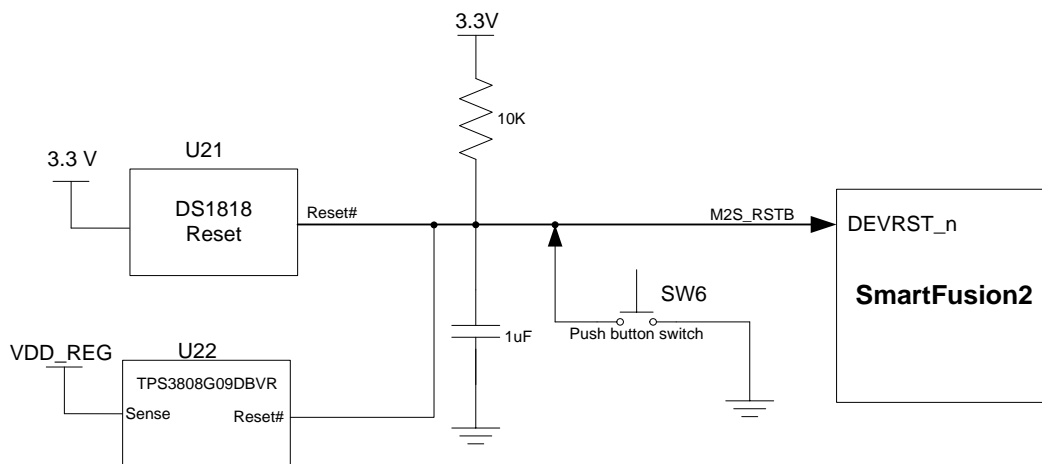 3.3V
10K
U21
3.3 V
DS1818
Reset
Reset#
M2S_RSTB
DEVRST_n
SmartFusion2
SW6
Push button switch
1uF
U22
VDD_REG
TPS3808G09DBVR
Sense
Reset#